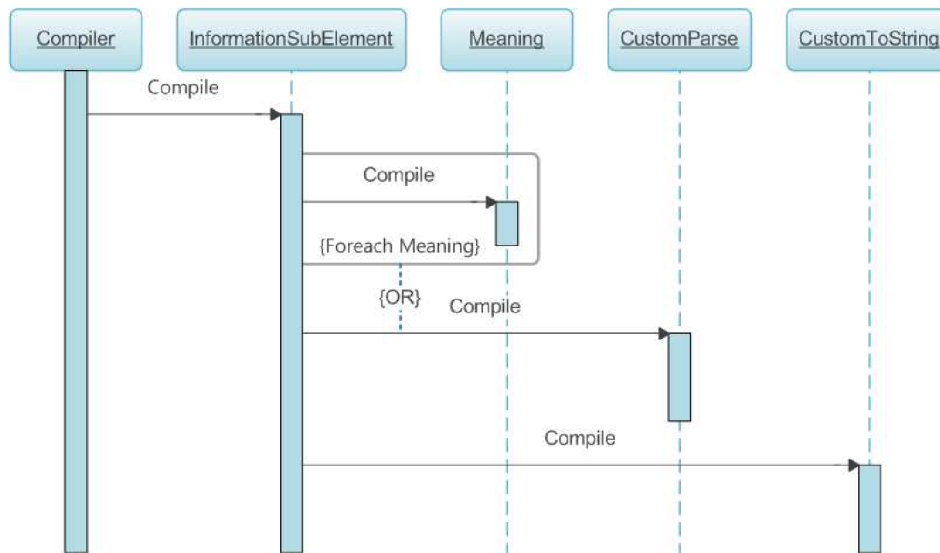 Compiler
InformationSubElement
Meaning
CustomParse
CustomToString
Compile
Compile
{Foreach Meaning}
{OR}
Compile
Compile